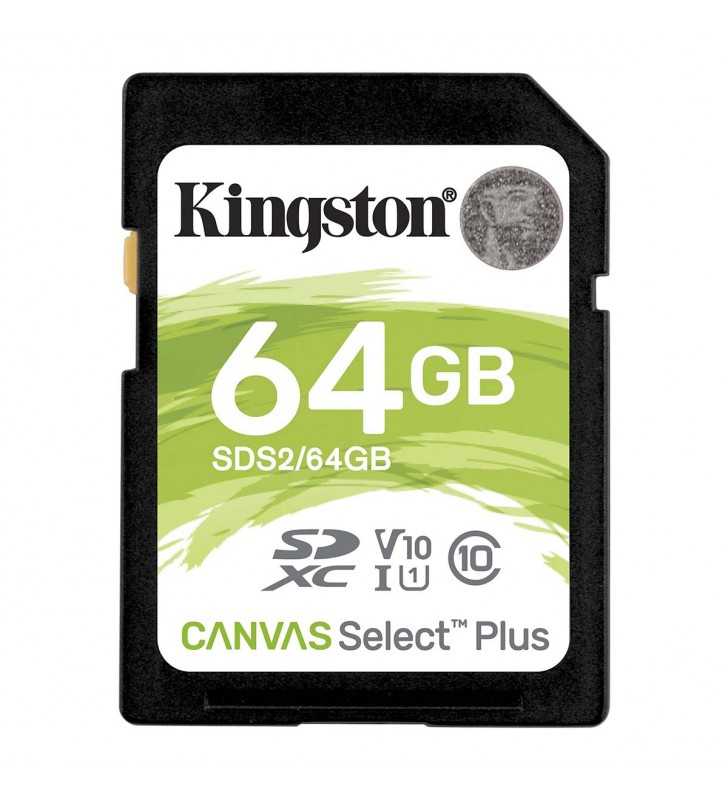 Kingston®
64GB
SDS2/64GB
SD XC V10 I U1 10
CANVAS Select™ Plus